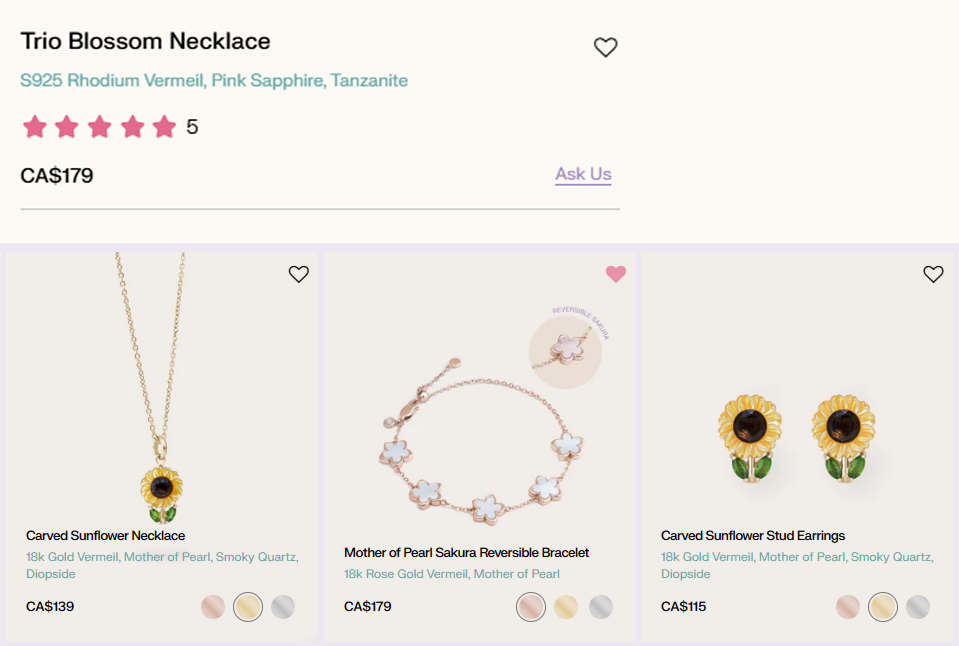 Trio Blossom Necklace
S925 Rhodium Vermeil, Pink Sapphire, Tanzanite
5
CA$179
Ask Us
REVERSIBLE SAKURA
Carved Sunflower Necklace
18k Gold Vermeil, Mother of Pearl, Smoky Quartz,
Diopside
CA$139
Mother of Pearl Sakura Reversible Bracelet
18k Rose Gold Vermeil, Mother of Pearl
CA$179
Carved Sunflower Stud Earrings
18k Gold Vermeil, Mother of Pearl, Smoky Quartz,
Diopside
CA$115